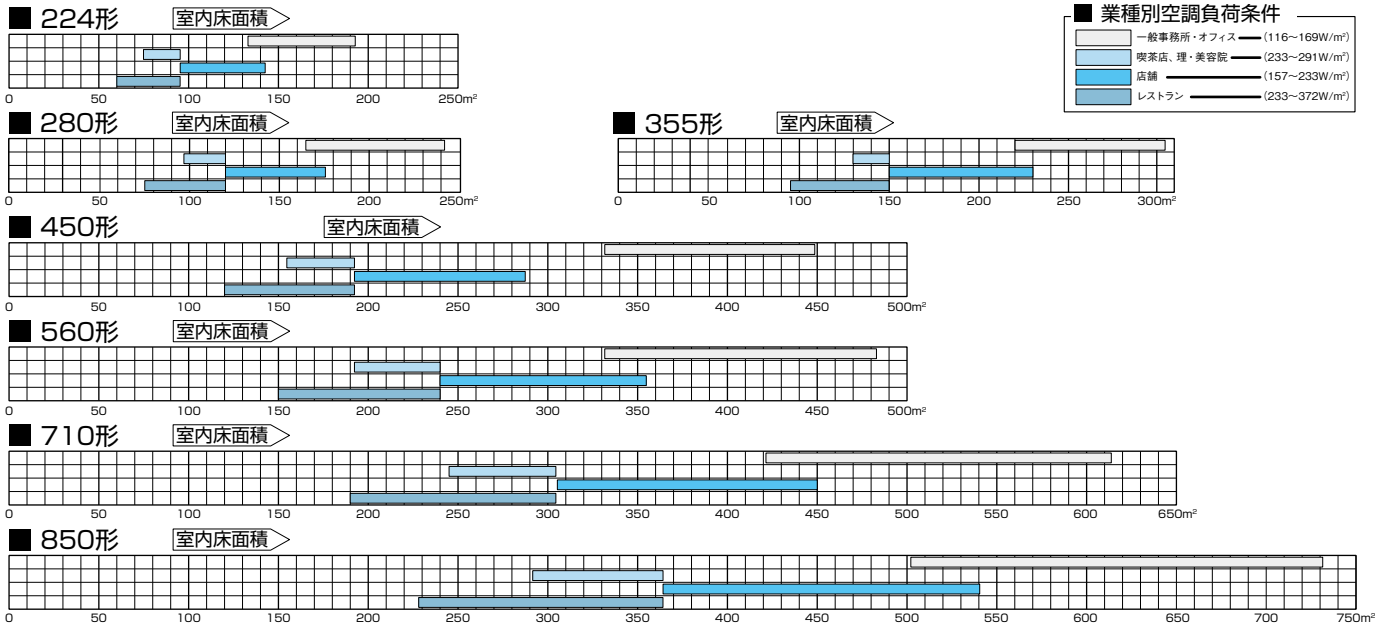 ■ 224形 室内床面積
0 50 100 150 200 250m²
■ 業種別空調負荷条件
一般事務所・オフィス (116~169W/m²)
喫茶店、理・美容院 (233~291W/m²)
店舗 (157~233W/m²)
レストラン (233~372W/m²)
■ 280形 室内床面積
0 50 100 150 200 250m²
■ 355形 室内床面積
0 50 100 150 200 250 300m²
■ 450形 室内床面積
0 50 100 150 200 250 300 350 400 450 500m²
■ 560形 室内床面積
0 50 100 150 200 250 300 350 400 450 500m²
■ 710形 室内床面積
0 50 100 150 200 250 300 350 400 450 500 550 600 650m²
■ 850形 室内床面積
0 50 100 150 200 250 300 350 400 450 500 550 600 650 700 750m²